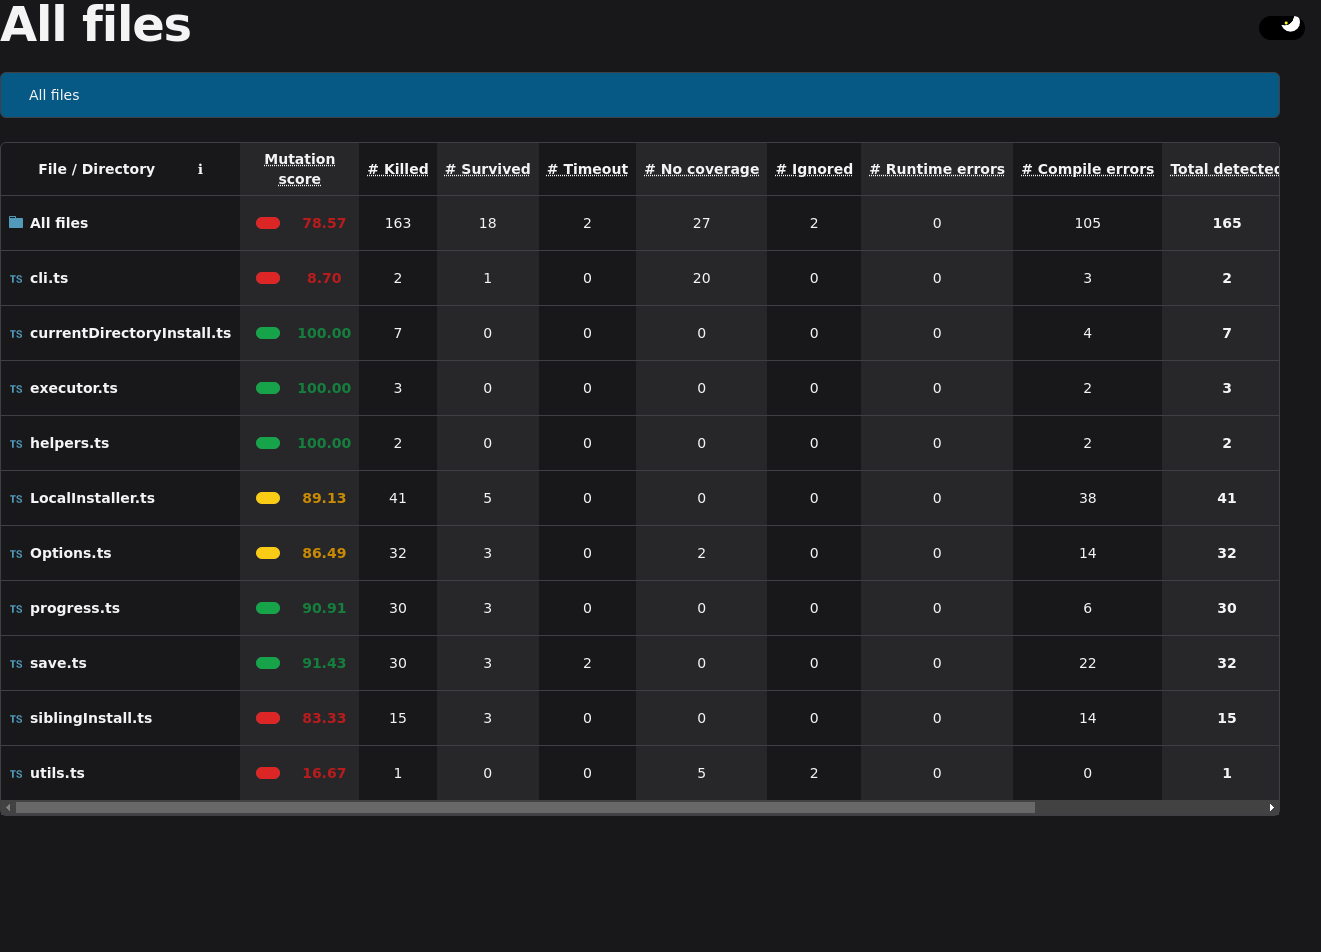 All files
All files
File / Directory ℹ Mutation score # Killed # Survived # Timeout # No coverage # Ignored # Runtime errors # Compile errors Total detected
All files 78.57 163 18 2 27 2 0 105 165
TS cli.ts 8.70 2 1 0 20 0 0 3 2
TS currentDirectoryInstall.ts 100.00 7 0 0 0 0 0 4 7
TS executor.ts 100.00 3 0 0 0 0 0 2 3
TS helpers.ts 100.00 2 0 0 0 0 0 2 2
TS LocalInstaller.ts 89.13 41 5 0 0 0 0 38 41
TS Options.ts 86.49 32 3 0 2 0 0 14 32
TS progress.ts 90.91 30 3 0 0 0 0 6 30
TS save.ts 91.43 30 3 2 0 0 0 22 32
TS siblingInstall.ts 83.33 15 3 0 0 0 0 14 15
TS utils.ts 16.67 1 0 0 5 2 0 0 1